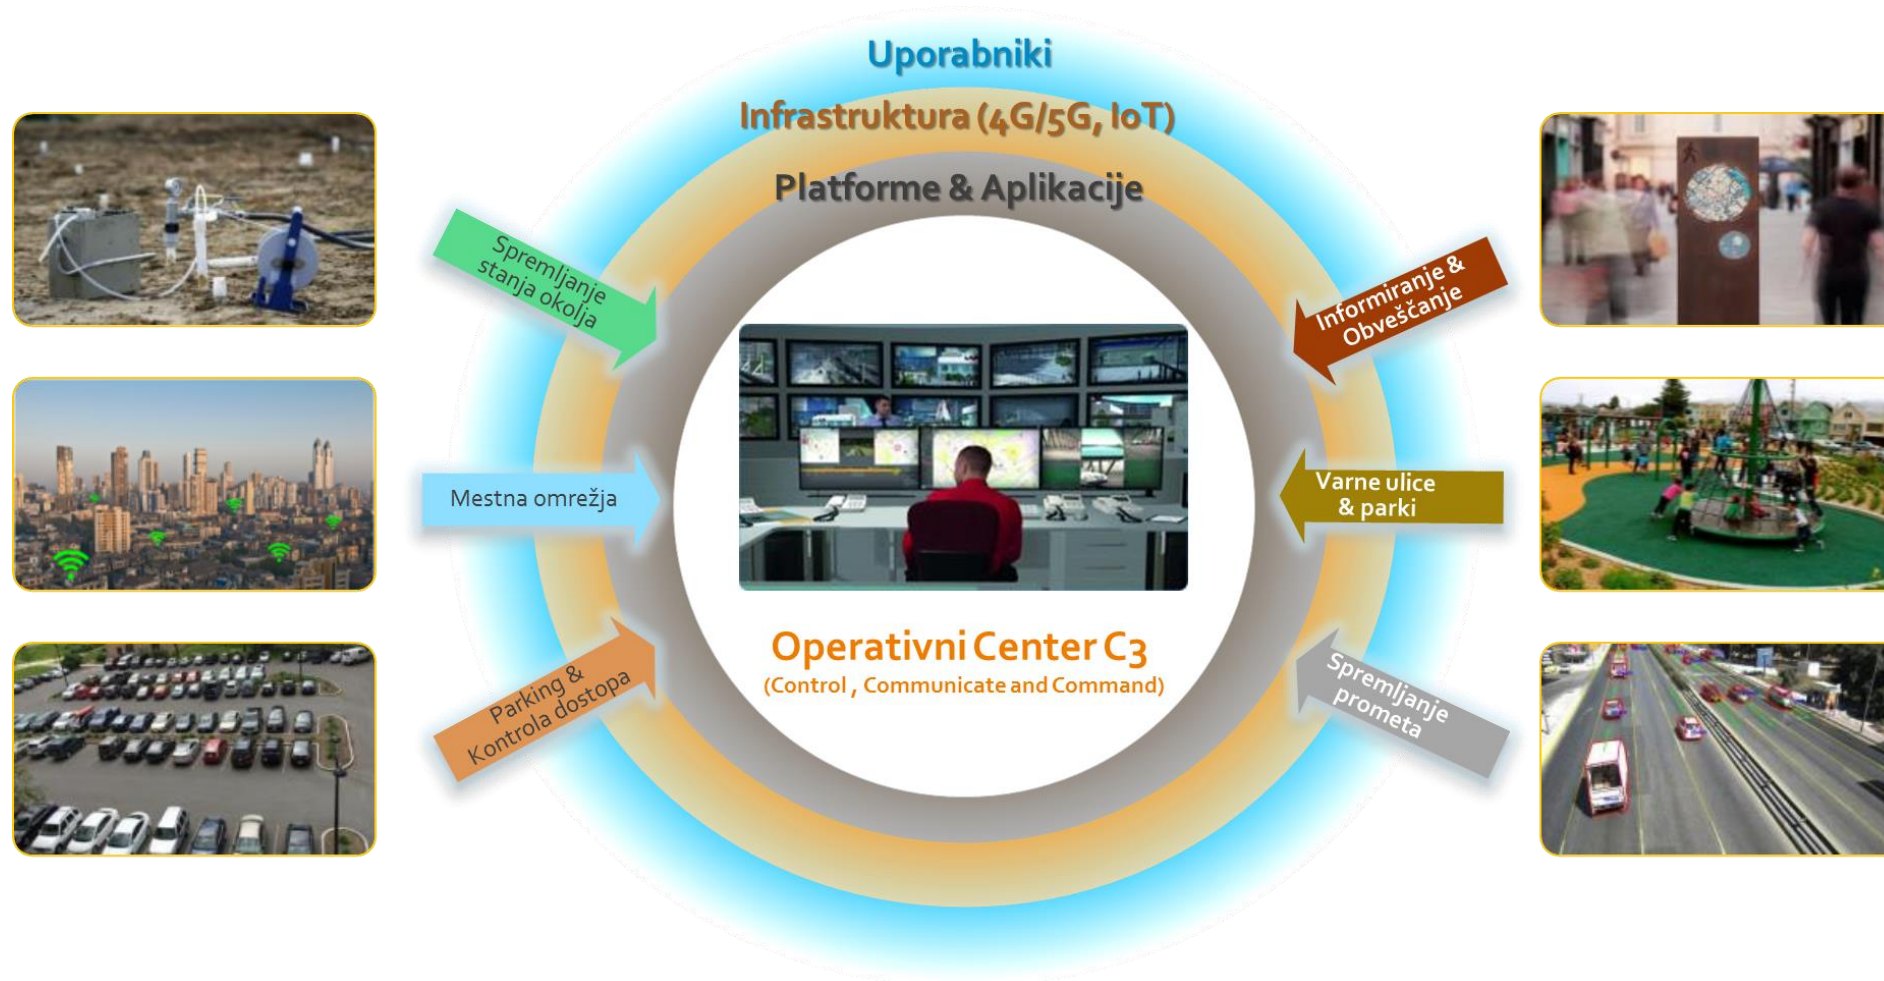 Uporabniki
Infrastruktura (4G/5G, IoT)
Platforme & Aplikacije
Spremljanje
stanja okolja
Mestna omrežja
Parking &
Kontrola dostopa
Informiranje &
Obveščanje
Varne ulice
& parki
Spremljanje
prometa
Operativni Center C3
(Control , Communicate and Command)